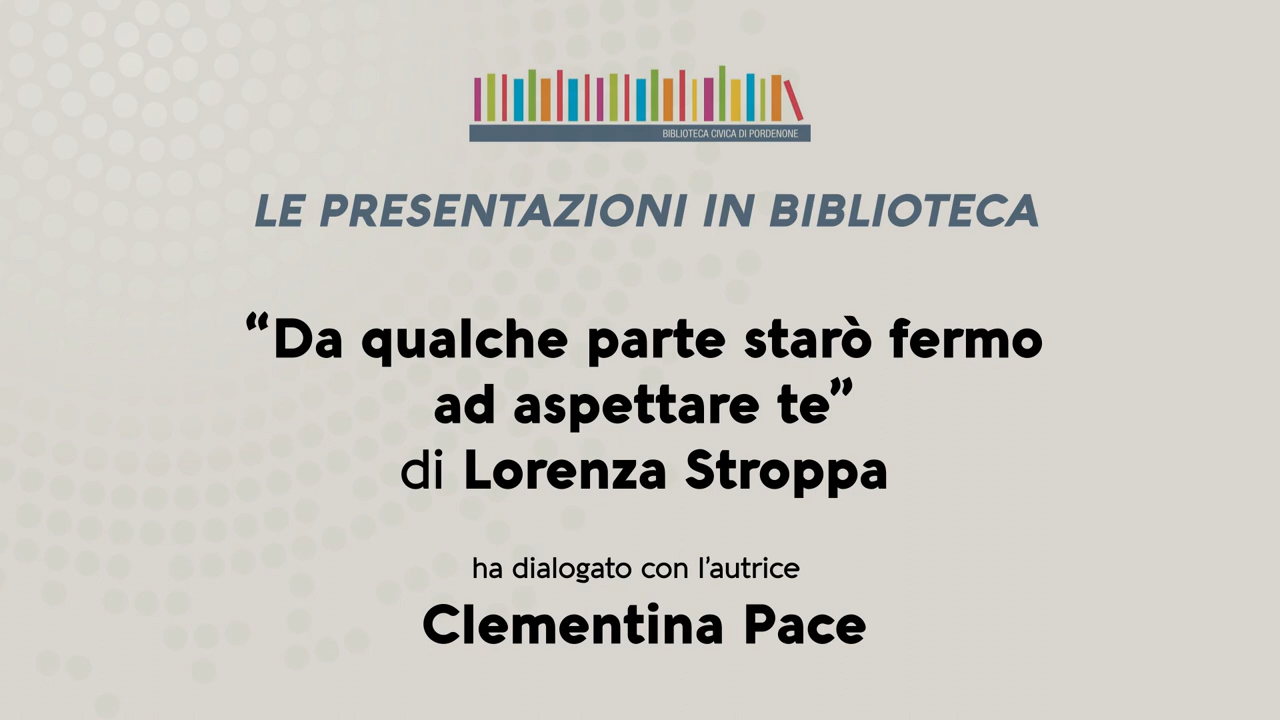 BIBLIOTECA CIVICA DI PORDENONE
LE PRESENTAZIONI IN BIBLIOTECA
“Da qualche parte starò fermo
ad aspettare te”
di Lorenza Stroppa
ha dialogato con l’autrice
Clementina Pace